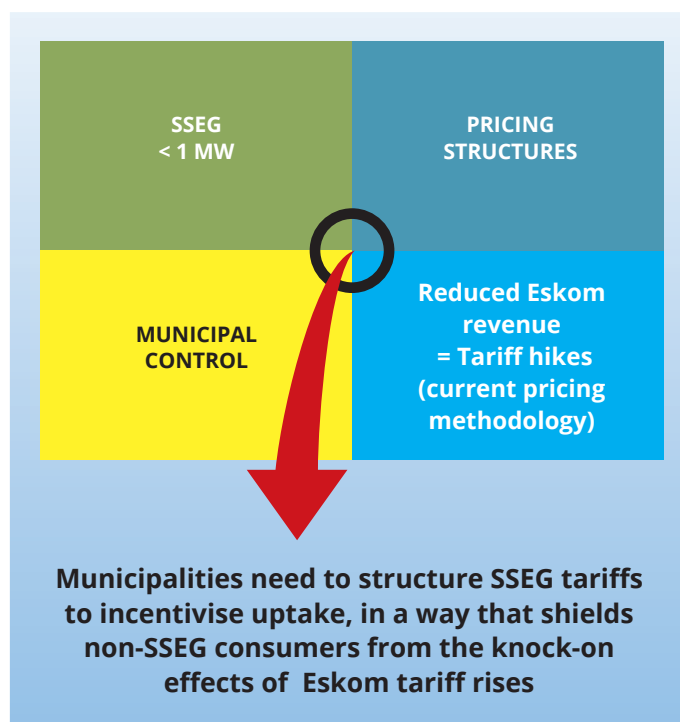 SSEG
< 1 MW
PRICING
STRUCTURES
MUNICIPAL
CONTROL
Reduced Eskom
revenue
= Tariff hikes
(current pricing
methodology)
Municipalities need to structure SSEG tariffs
to incentivise uptake, in a way that shields
non-SSEG consumers from the knock-on
effects of Eskom tariff rises